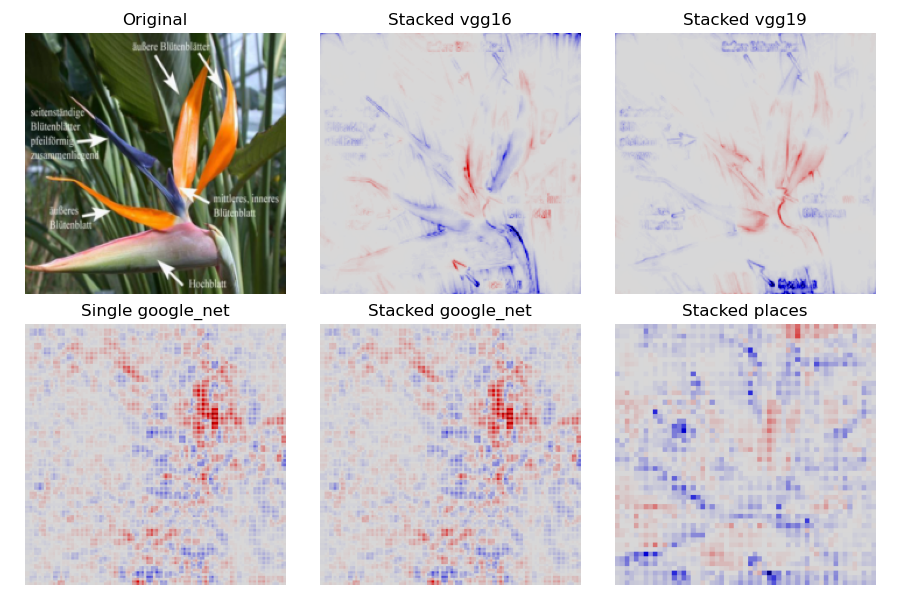 Original
äußere Blütenblätter
seitenständige
Blütenblätter
pfeilförmig
zusammenliegend
mittleres, inneres
Blütenblatt
äußeres
Blütenblatt
Hochblatt
Stacked vgg16
Stacked vgg19
Single google_net
Stacked google_net
Stacked places